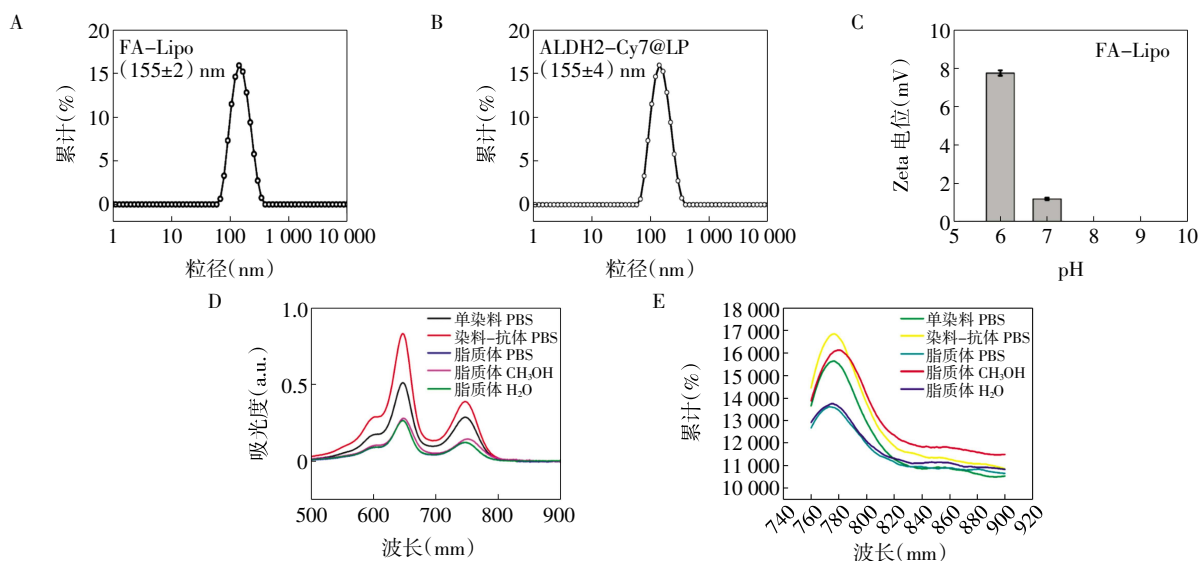 A
20
15
10
5
0
累计(%)
FA-Lipo
(155±2) nm
1 10 100 1 000 10 000
粒径(nm)
B
20
15
10
5
0
累计(%)
ALDH2-Cy7@LP
(155±4) nm
1 10 100 1 000 10 000
粒径(nm)
C
10
8
6
4
2
0
Zeta 电位(mV)
FA-Lipo
5 6 7 8 9 10
pH
D
1.0
0.5
0
吸光度(a.u.)
单染料 PBS
染料-抗体 PBS
脂质体 PBS
脂质体 CH₃OH
脂质体 H₂O
500 600 700 800 900
波长(mm)
E
18 000
17 000
16 000
15 000
14 000
13 000
12 000
11 000
10 000
累计(%)
单染料 PBS
染料-抗体 PBS
脂质体 PBS
脂质体 CH₃OH
脂质体 H₂O
740 760 780 800 820 840 860 880 900 920
波长(mm)